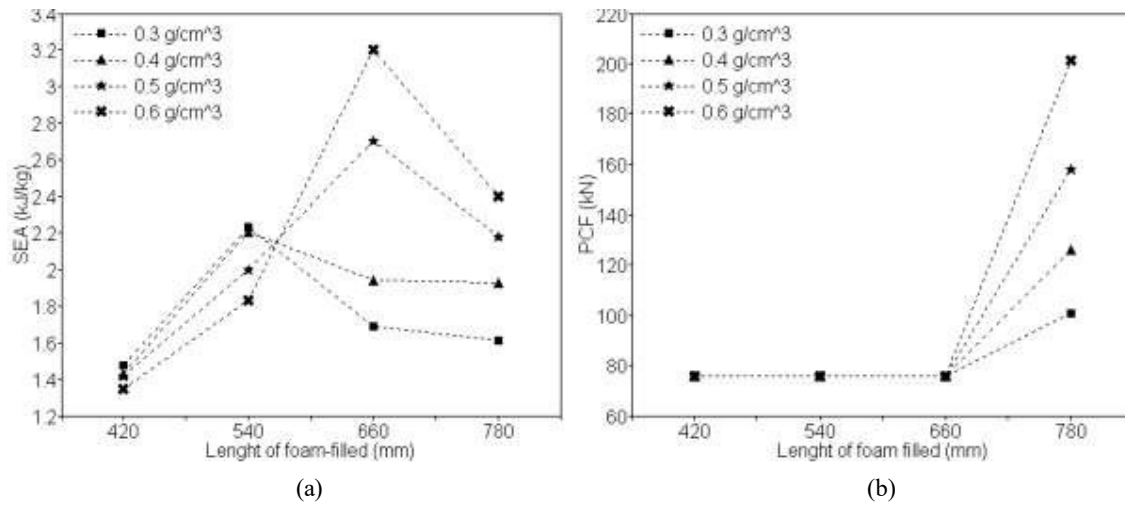 3.4
3.2
3
2.8
2.6
2.4
2.2
2
1.8
1.6
1.4
1.2
SEA (kJ/kg)
0.3 g/cm^3
0.4 g/cm^3
0.5 g/cm^3
0.6 g/cm^3
420 540 660 780
Lenght of foam-filled (mm)
(a)
220
200
180
160
140
120
100
80
60
PCF (kN)
0.3 g/cm^3
0.4 g/cm^3
0.5 g/cm^3
0.6 g/cm^3
420 540 660 780
Lenght of foam filled (mm)
(b)